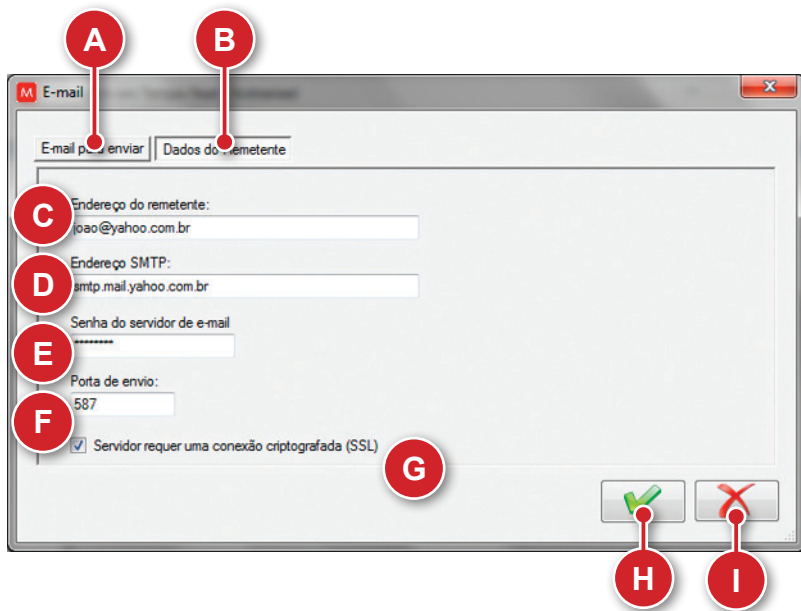 A
B
M E-mail
E-mail para enviar
Dados do Remetente
C
Endereço do remetente:
joao@yahoo.com.br
D
Endereço SMTP:
smtp.mail.yahoo.com.br
E
Senha do servidor de e-mail
********
F
Porta de envio:
587
Servidor requer uma conexão criptografada (SSL)
G
H
I